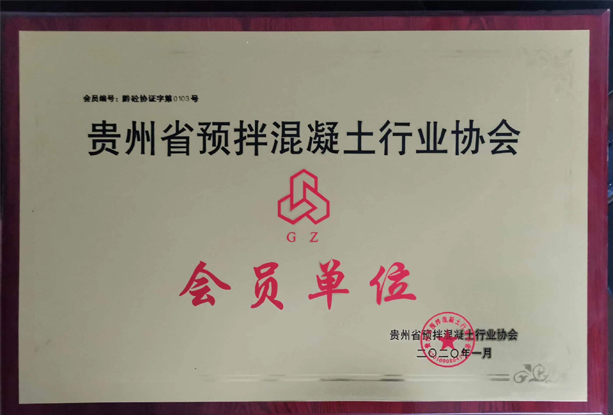 会员编号：黔砼协证字第0103号
贵州省预拌混凝土行业协会
G Z
会员单位
贵州省预拌混凝土行业协会
二〇二〇年一月